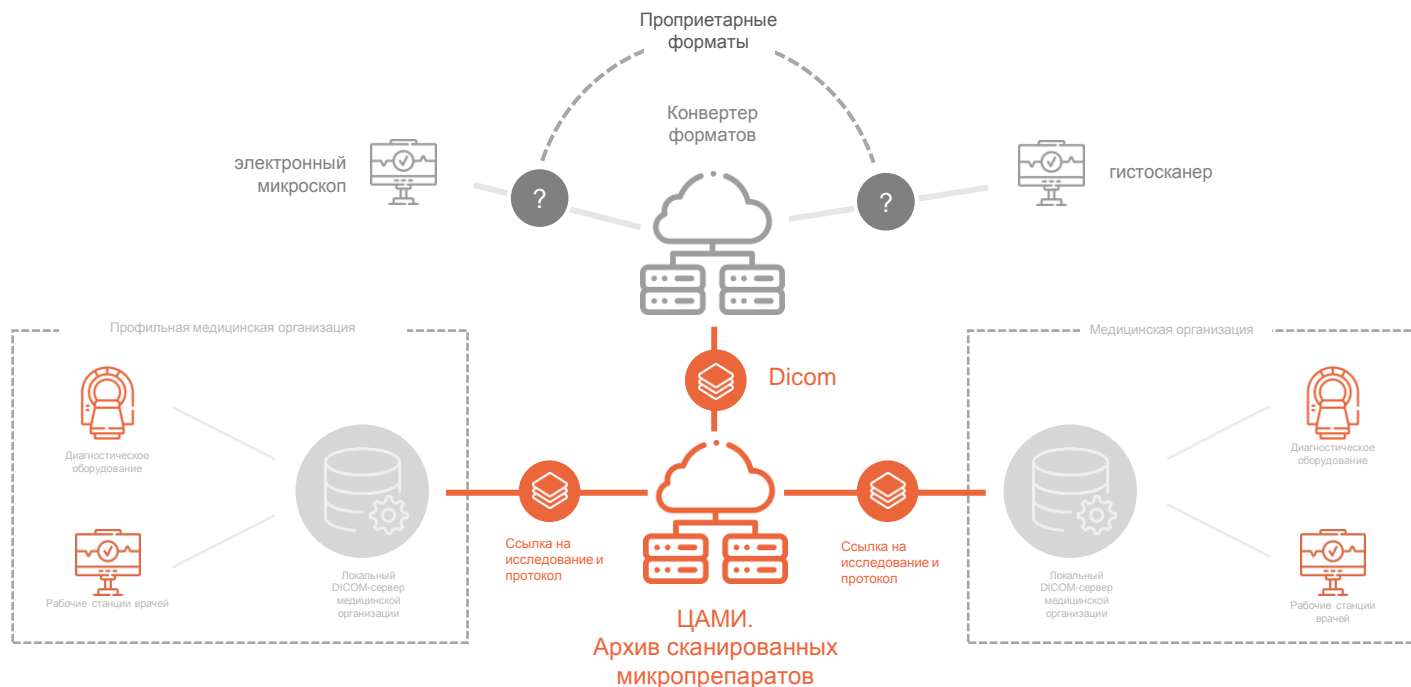 Проприетарные
форматы
Конвертер
форматов
электронный
микроскоп
?
?
гистосканер
Профильная медицинская организация
Медицинская организация
Dicom
Диагностическое
оборудование
Диагностическое
оборудование
Ссылка на
исследование и
протокол
Ссылка на
исследование и
протокол
Рабочие станции врачей
Локальный
DICOM-сервер
медицинской
организации
Локальный
DICOM-сервер
медицинской
организации
Рабочие станции
врачей
ЦАМИ.
Архив сканированных
микропрепаратов